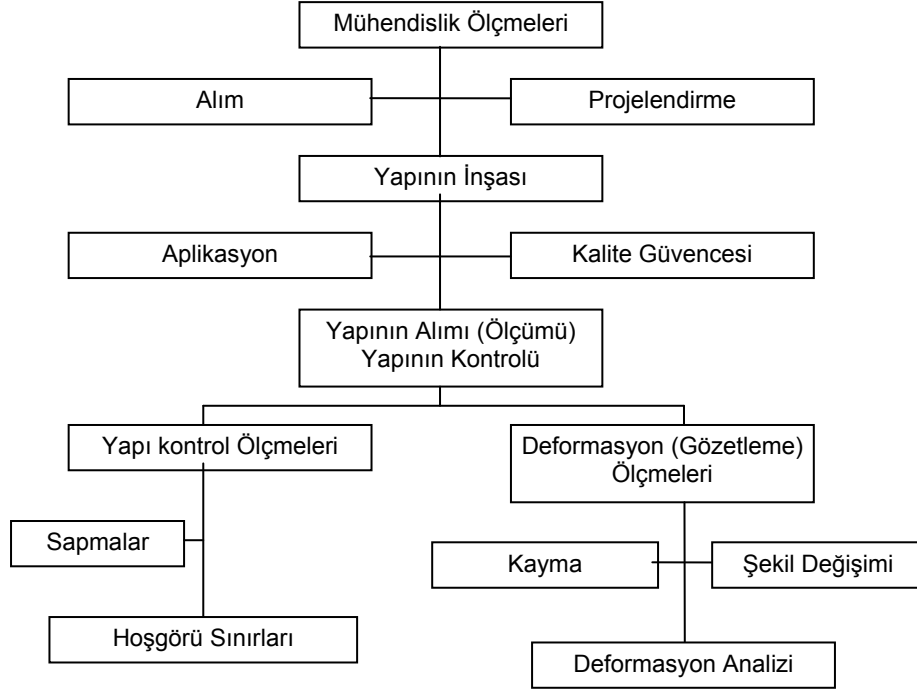 Mühendislik Ölçmeleri
Alım
Projelendirme
Yapının İnşası
Aplikasyon
Kalite Güvencesi
Yapının Alımı (Ölçümü)
Yapının Kontrolü
Yapı kontrol Ölçmeleri
Deformasyon (Gözetleme)
Ölçmeleri
Sapmalar
Kayma
Şekil Değişimi
Hoşgörü Sınırları
Deformasyon Analizi